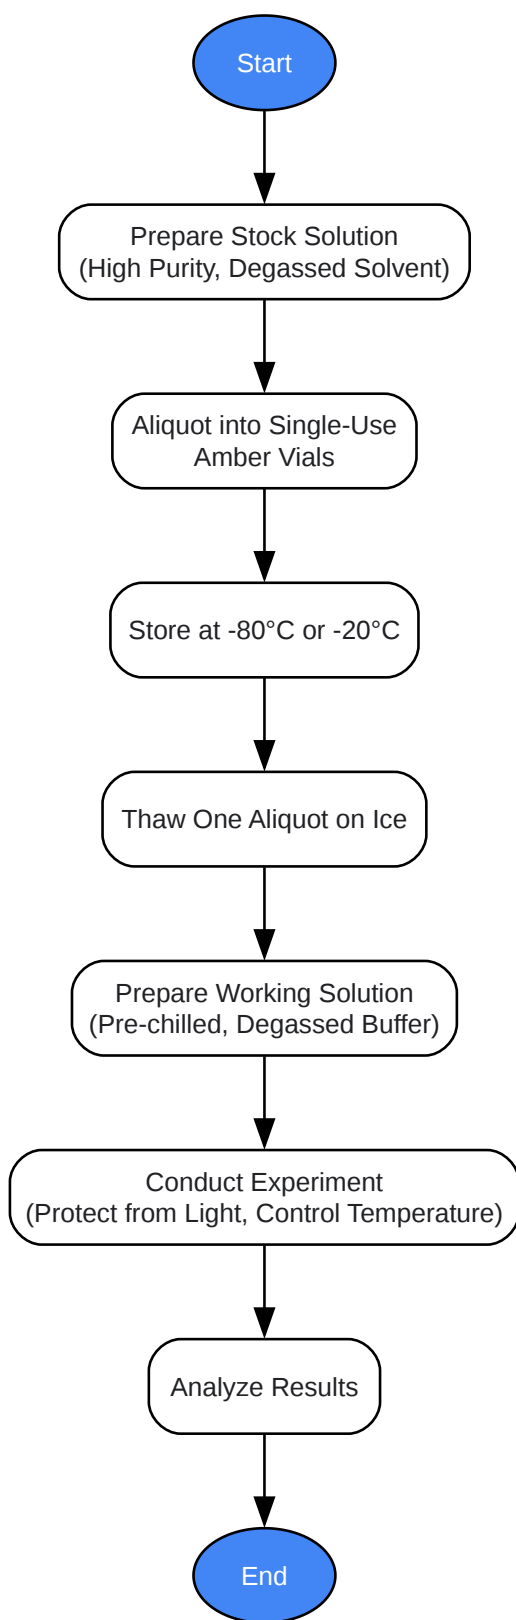 Start
Prepare Stock Solution
(High Purity, Degassed Solvent)
Aliquot into Single-Use
Amber Vials
Store at -80°C or -20°C
Thaw One Aliquot on Ice
Prepare Working Solution
(Pre-chilled, Degassed Buffer)
Conduct Experiment
(Protect from Light, Control Temperature)
Analyze Results
End